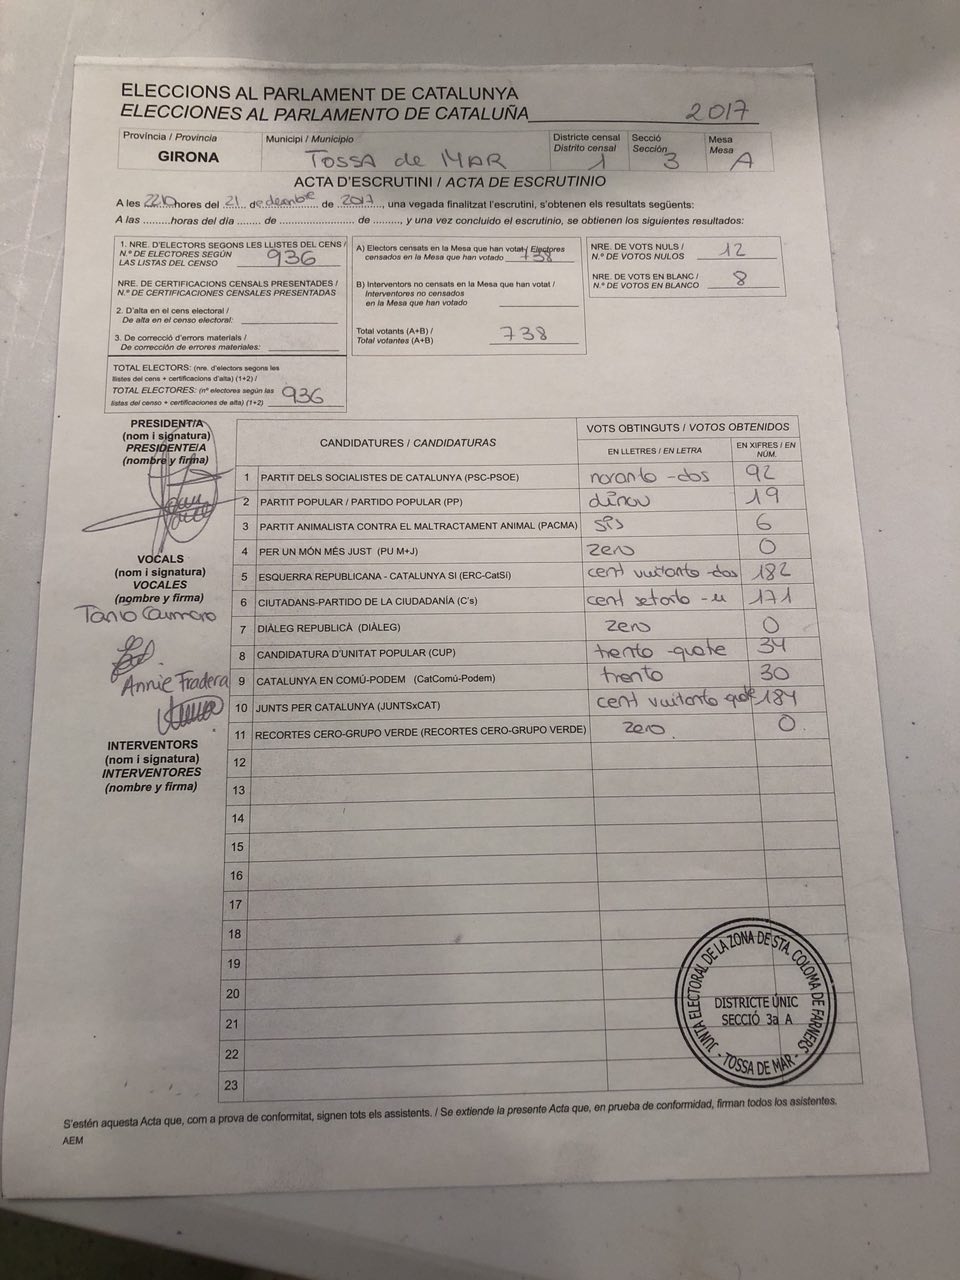 ELECCIONS AL PARLAMENT DE CATALUNYA
ELECCIONES AL PARLAMENTO DE CATALUÑA 2017
Província / Provincia
GIRONA
Municipi / Municipio
TOSSA de MAR
Districte censal
Distrito censal 1
Secció
Sección 3
Mesa
Mesa A
ACTA D'ESCRUTINI / ACTA DE ESCRUTINIO
A les 2210 hores del 21 de desembre de 2017, una vegada finalitzat l'escrutini, s'obtenen els resultats següents:
A las .........horas del día ....... de .......................... de ........, y una vez concluido el escrutinio, se obtienen los siguientes resultados:
1. NRE. D'ELECTORS SEGONS LES LLISTES DEL CENS /
N.º DE ELECTORES SEGÚN
LAS LISTAS DEL CENSO 936
NRE. DE CERTIFICACIONS CENSALS PRESENTADES /
N.º DE CERTIFICACIONES CENSALES PRESENTADAS
2. D'alta en el cens electoral /
De alta en el censo electoral:
3. De correcció d'errors materials /
De corrección de errores materiales:
TOTAL ELECTORS: (nre. d'electors segons les
llistes del cens + certificacions d'alta) (1+2) /
TOTAL ELECTORES: (nº electores según las
listas del censo + certificaciones de alta) (1+2) 936
A) Electors censats en la Mesa que han votat / Electores
censados en la Mesa que han votado 738
B) Interventors no censats en la Mesa que han votat /
Interventores no censados
en la Mesa que han votado
Total votants (A+B) /
Total votantes (A+B) 738
NRE. DE VOTS NULS /
N.º DE VOTOS NULOS 12
NRE. DE VOTS EN BLANC /
N.º DE VOTOS EN BLANCO 8
PRESIDENT/A
(nom i signatura)
PRESIDENTE/A
(nombre y firma)
VOCALS
(nom i signatura)
VOCALES
(nombre y firma)
Annie Fradera
INTERVENTORS
(nom i signatura)
INTERVENTORES
(nombre y firma)
CANDIDATURES / CANDIDATURAS
VOTS OBTINGUTS / VOTOS OBTENIDOS
EN LLETRES / EN LETRA
EN XIFRES / EN NÚM.
1 PARTIT DELS SOCIALISTES DE CATALUNYA (PSC-PSOE) noranta-dos 92
2 PARTIT POPULAR / PARTIDO POPULAR (PP) dinou 19
3 PARTIT ANIMALISTA CONTRA EL MALTRACTAMENT ANIMAL (PACMA) sis 6
4 PER UN MÓN MÉS JUST (PU M+J) zero 0
5 ESQUERRA REPUBLICANA - CATALUNYA SI (ERC-CatSí) cent vuitanta-dos 182
6 CIUTADANS-PARTIDO DE LA CIUDADANÍA (C's) cent setanta-u 171
7 DIÀLEG REPUBLICÀ (DIÀLEG) zero 0
8 CANDIDATURA D'UNITAT POPULAR (CUP) trenta-quatre 34
9 CATALUNYA EN COMÚ-PODEM (CatComú-Podem) trenta 30
10 JUNTS PER CATALUNYA (JUNTSxCAT) cent vuitanta quatre 184
11 RECORTES CERO-GRUPO VERDE (RECORTES CERO-GRUPO VERDE) zero. 0.
12
13
14
15
16
17
18
19
20
21
22
23
JUNTA ELECTORAL DE LA ZONA DE STA. COLOMA DE FARNERS
DISTRICTE ÚNIC
SECCIÓ 3a A
- TOSSA DE MAR -
S'estén aquesta Acta que, com a prova de conformitat, signen tots els assistents. / Se extiende la presente Acta que, en prueba de conformidad, firman todos los asistentes.
AEM